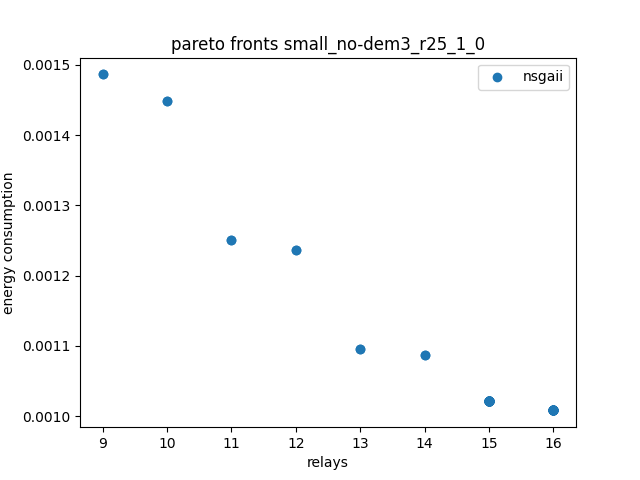 pareto fronts small_no-dem3_r25_1_0
nsgaii
0.0015
0.0014
0.0013
0.0012
0.0011
0.0010
energy consumption
9 10 11 12 13 14 15 16
relays